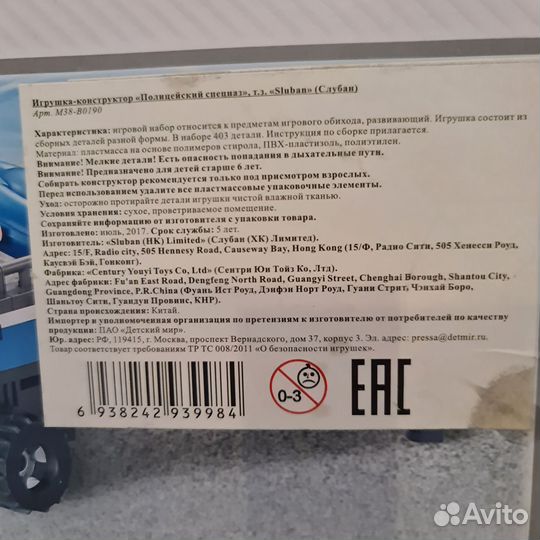 Игрушка-конструктор «Полицейский спецназ», т.з. «Sluban» (Слубан)
Арт. M38-B0190
Характеристика: игровой набор относится к предметам игрового обихода, развивающий. Игрушка состоит из
сборных деталей разной формы. В наборе 403 детали. Инструкция по сборке прилагается.
Материал: пластмасса на основе полимеров стирола, ПВХ-пластизоль, полиэтилен.
Внимание! Мелкие детали! Есть опасность попадания в дыхательные пути.
Внимание! Предназначено для детей старше 6 лет.
Собирать конструктор рекомендуется только под присмотром взрослых.
Перед использованием удалите все пластмассовые упаковочные элементы.
Уход: осторожно протирайте детали игрушки чистой влажной тканью.
Условия хранения: сухое, проветриваемое помещение.
Сохраняйте информацию от изготовителя с упаковки товара.
Изготовлено: июль, 2017. Срок службы: 5 лет.
Изготовитель: «Sluban (HK) Limited» (Слубан (ХК) Лимитед).
Адрес: 15/F, Radio city, 505 Hennesy Road, Causeway Bay, Hong Kong (15/Ф, Радио Сити, 505 Хенесси Роуд,
Каусвэй Бэй, Гонконг).
Фабрика: «Century Youyi Toys Co, Ltd» (Сентри Юи Тойз Ко, Лтд).
Адрес фабрики: Fu'an East Road, Dengfeng North Road, Guangyi Street, Chenghai Borough, Shantou City,
Guangdong Province, P.R.China (Фуань Ист Роуд, Дэнфэн Норт Роуд, Гуани Стрит, Чэнхай Боро,
Шаньтоу Сити, Гуандун Провинс, КНР).
Страна происхождения: Китай.
Импортер и уполномоченная организация по претензиям к изготовителю от потребителей по качеству
продукции: ПАО «Детский мир».
Юр. адрес: РФ, 119415, г. Москва, проспект Вернадского, дом 37, корпус 3. Эл. адрес: pressa@detmir.ru.
Товар соответствует требованиям ТР ТС 008/2011 «О безопасности игрушек».
6 938242 939984
0-3
EAC
Avito